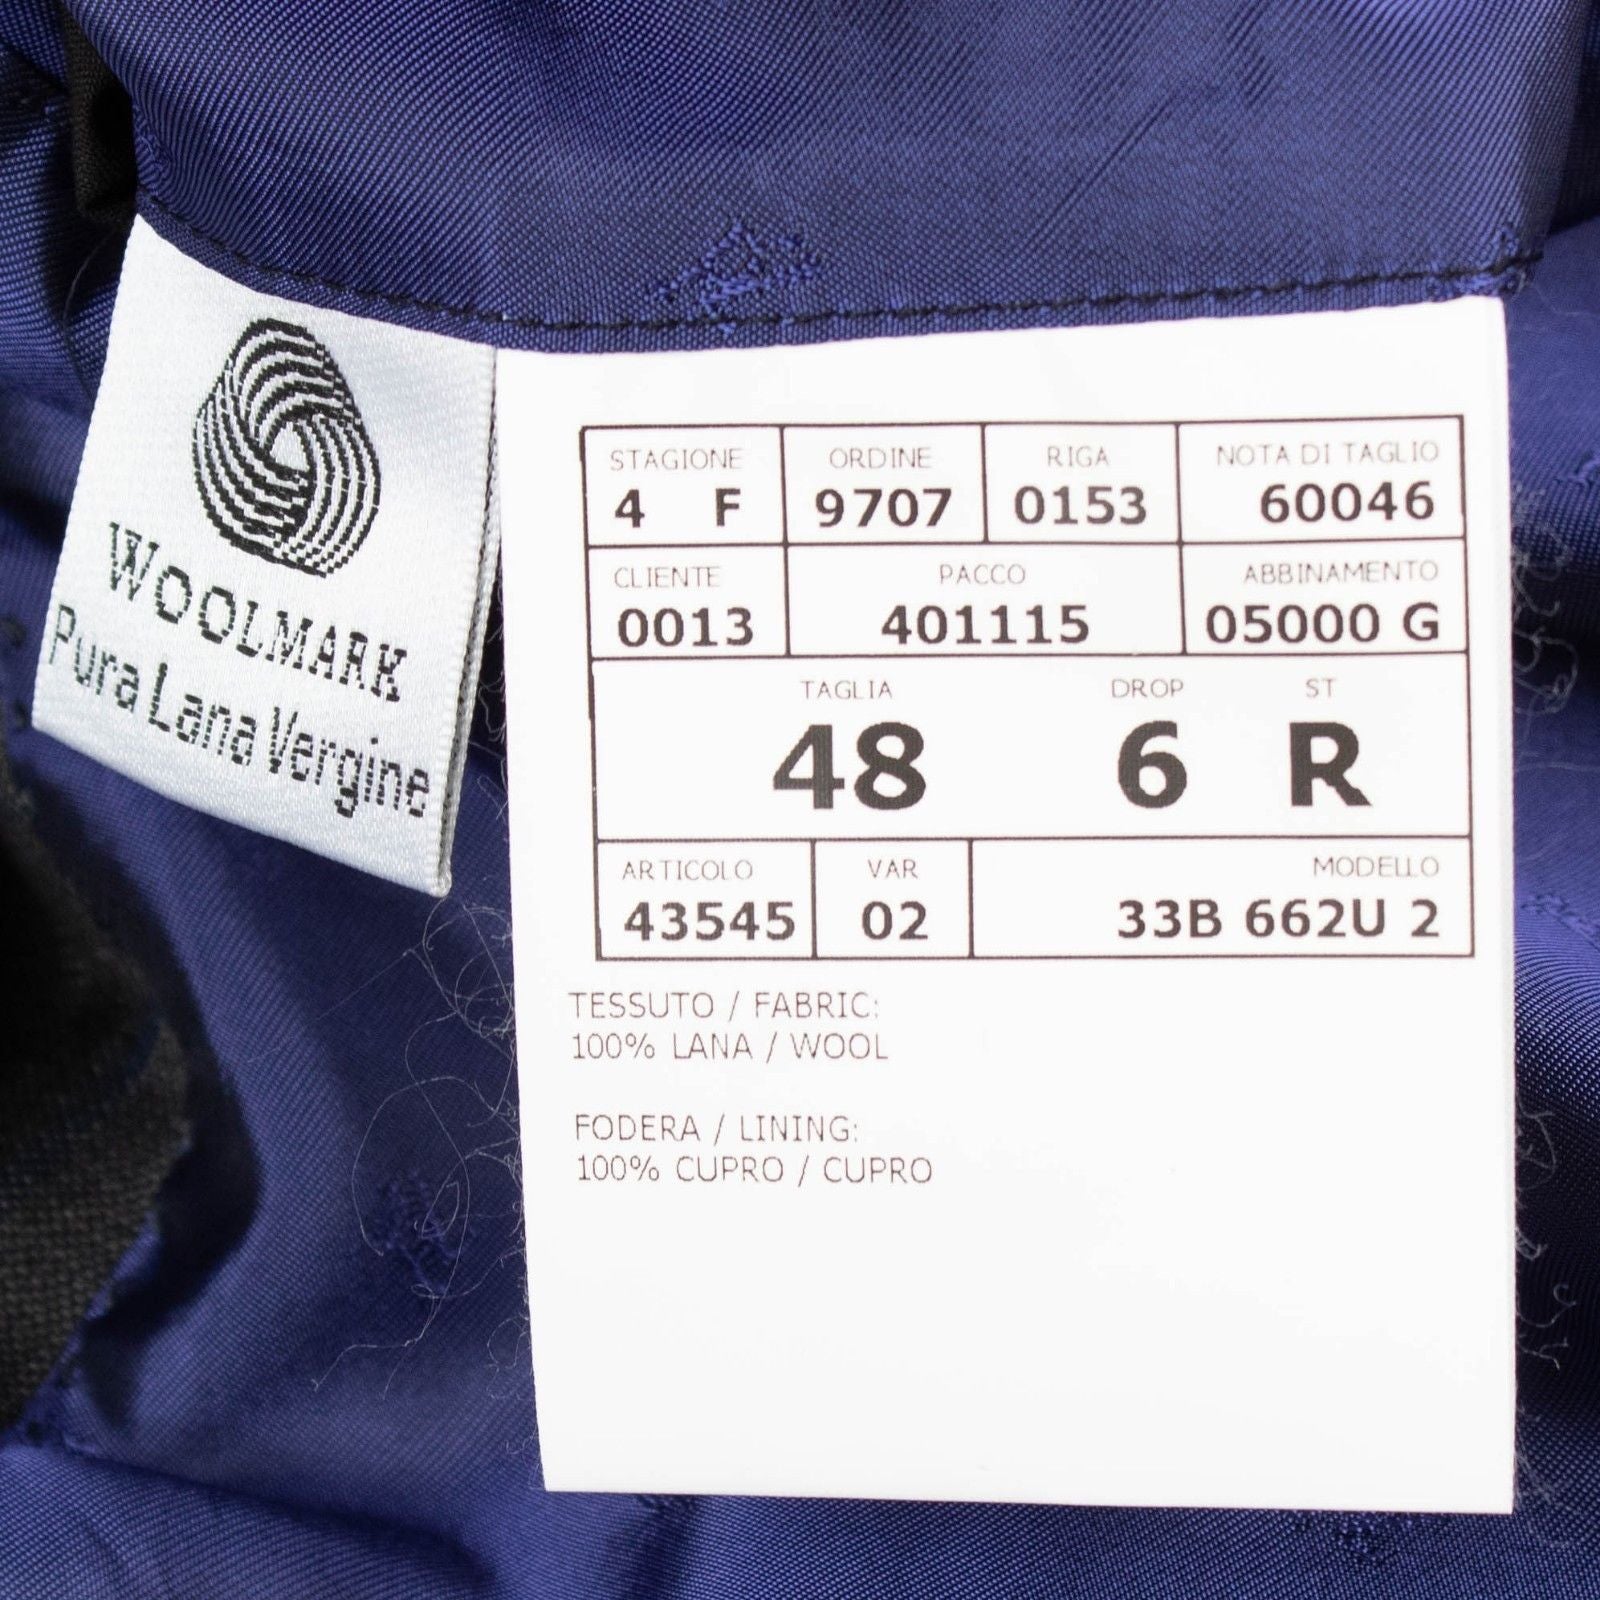 WOOLMARK
Pura Lana Vergine
STAGIONE ORDINE RIGA NOTA DI TAGLIO
4 F 9707 0153 60046
CLIENTE PACCO ABBINAMENTO
0013 401115 05000 G
TAGLIA DROP ST
48 6 R
ARTICOLO VAR MODELLO
43545 02 33B 662U 2
TESSUTO / FABRIC:
100% LANA / WOOL
FODERA / LINING:
100% CUPRO / CUPRO